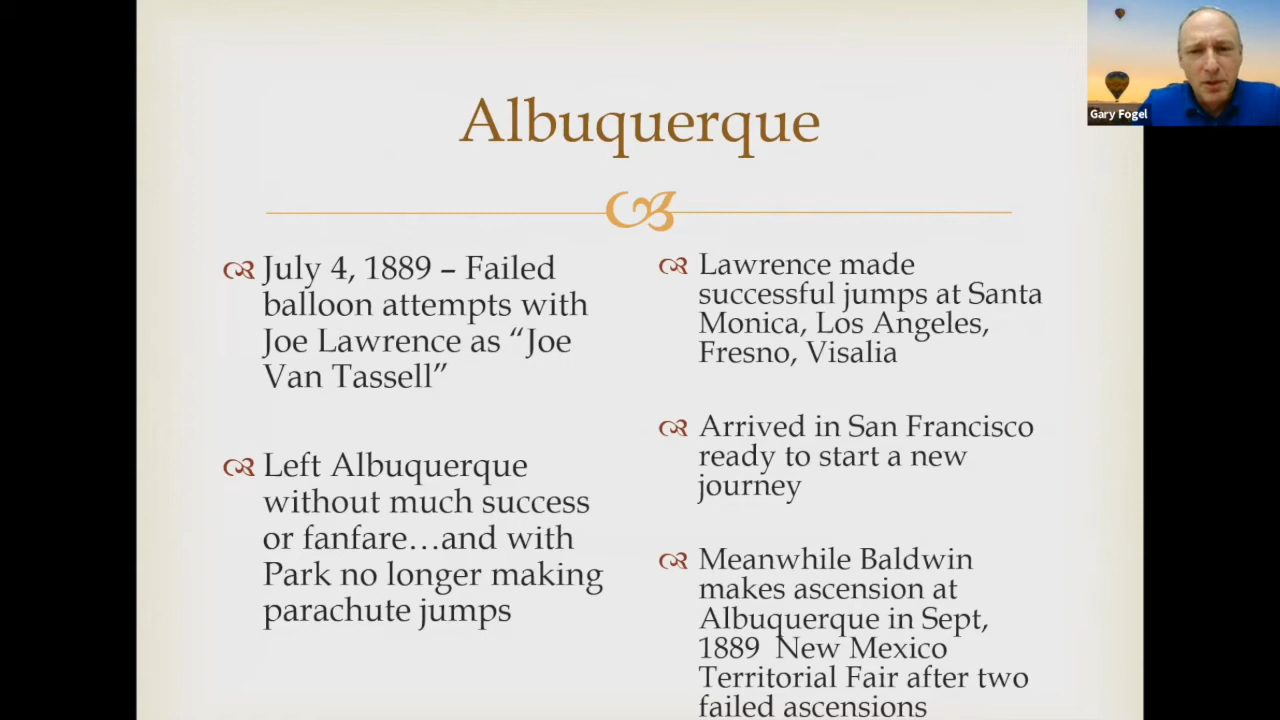 Albuquerque
July 4, 1889 – Failed
balloon attempts with
Joe Lawrence as “Joe
Van Tassell”
Left Albuquerque
without much success
or fanfare…and with
Park no longer making
parachute jumps
Lawrence made
successful jumps at Santa
Monica, Los Angeles,
Fresno, Visalia
Arrived in San Francisco
ready to start a new
journey
Meanwhile Baldwin
makes ascension at
Albuquerque in Sept,
1889  New Mexico
Territorial Fair after two
failed ascensions
Gary Fogel